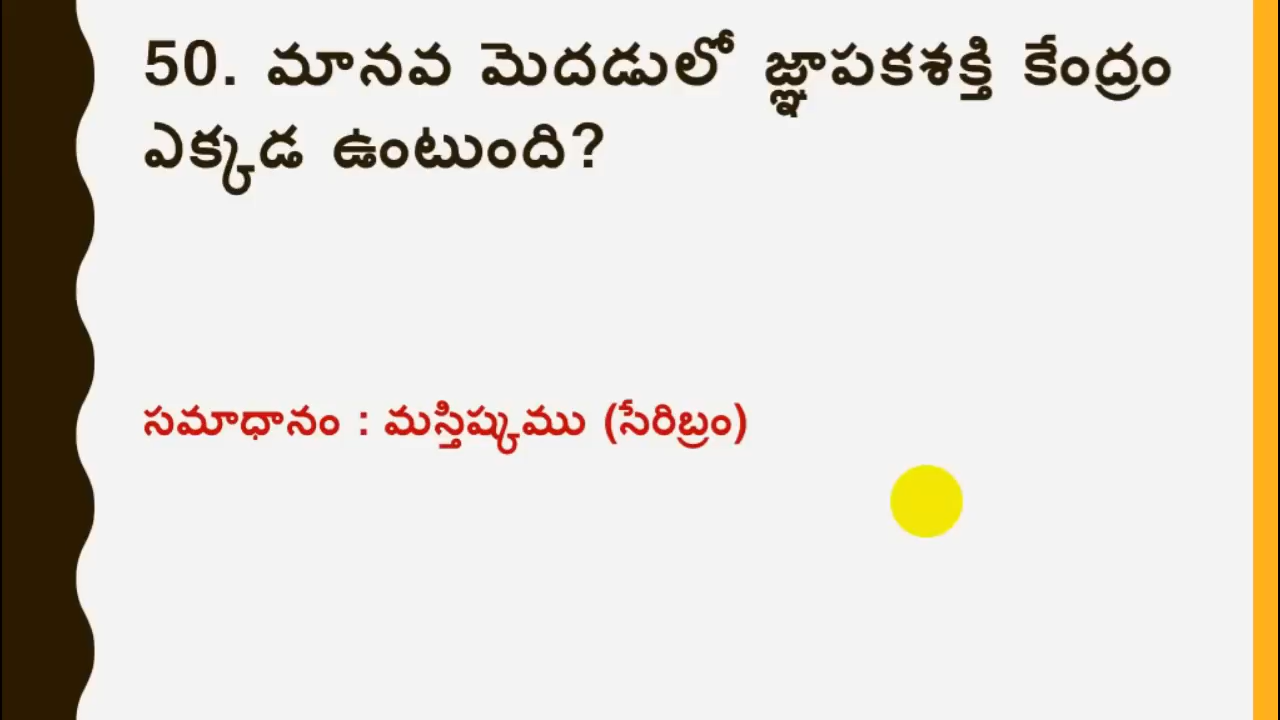 50. మానవ మెదడులో జ్ఞాపకశక్తి కేంద్రం
ఎక్కడ ఉంటుంది?
సమాధానం : మస్తిష్కము (సేరిబ్రం)